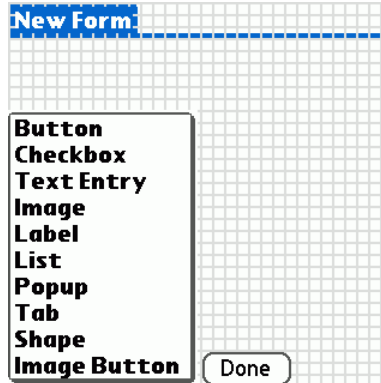 New Form:
Button
Checkbox
Text Entry
Image
Label
List
Popup
Tab
Shape
Image Button
Done